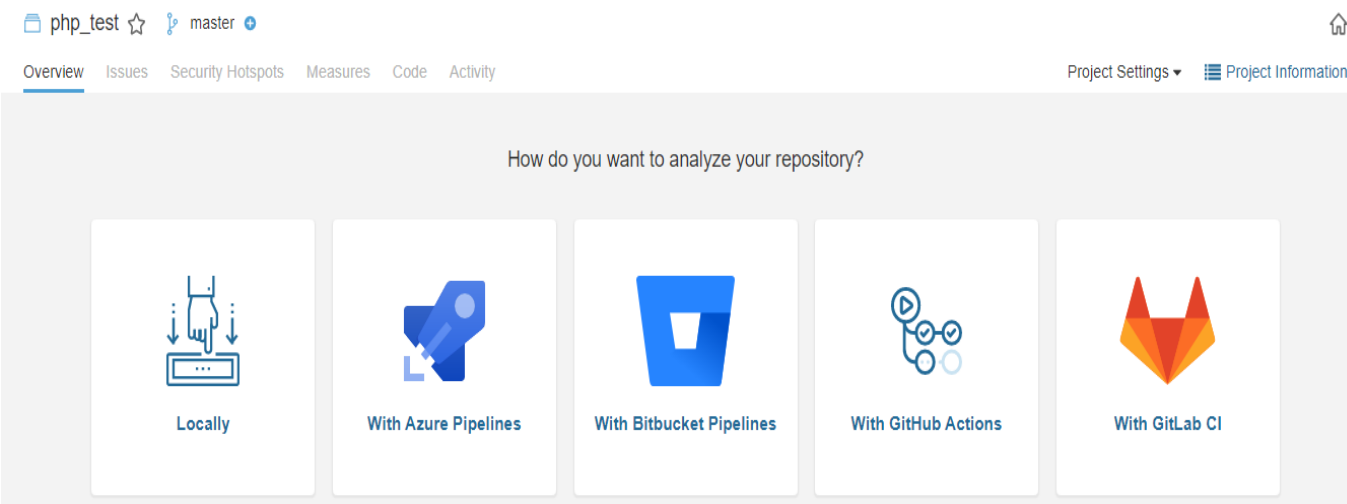 php_test master
Overview Issues Security Hotspots Measures Code Activity Project Settings Project Information
How do you want to analyze your repository?
Locally With Azure Pipelines With Bitbucket Pipelines With GitHub Actions With GitLab CI